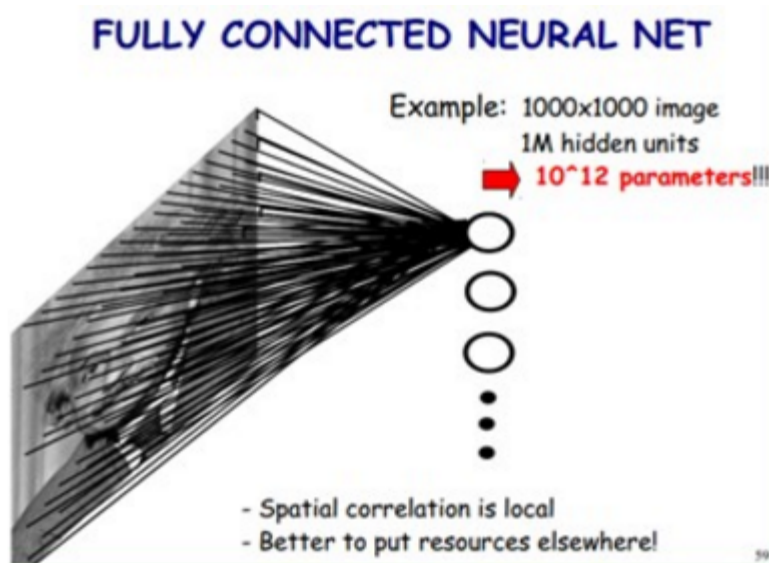 FULLY CONNECTED NEURAL NET
Example: 1000x1000 image
1M hidden units
10^12 parameters!!!
- Spatial correlation is local
- Better to put resources elsewhere!
59